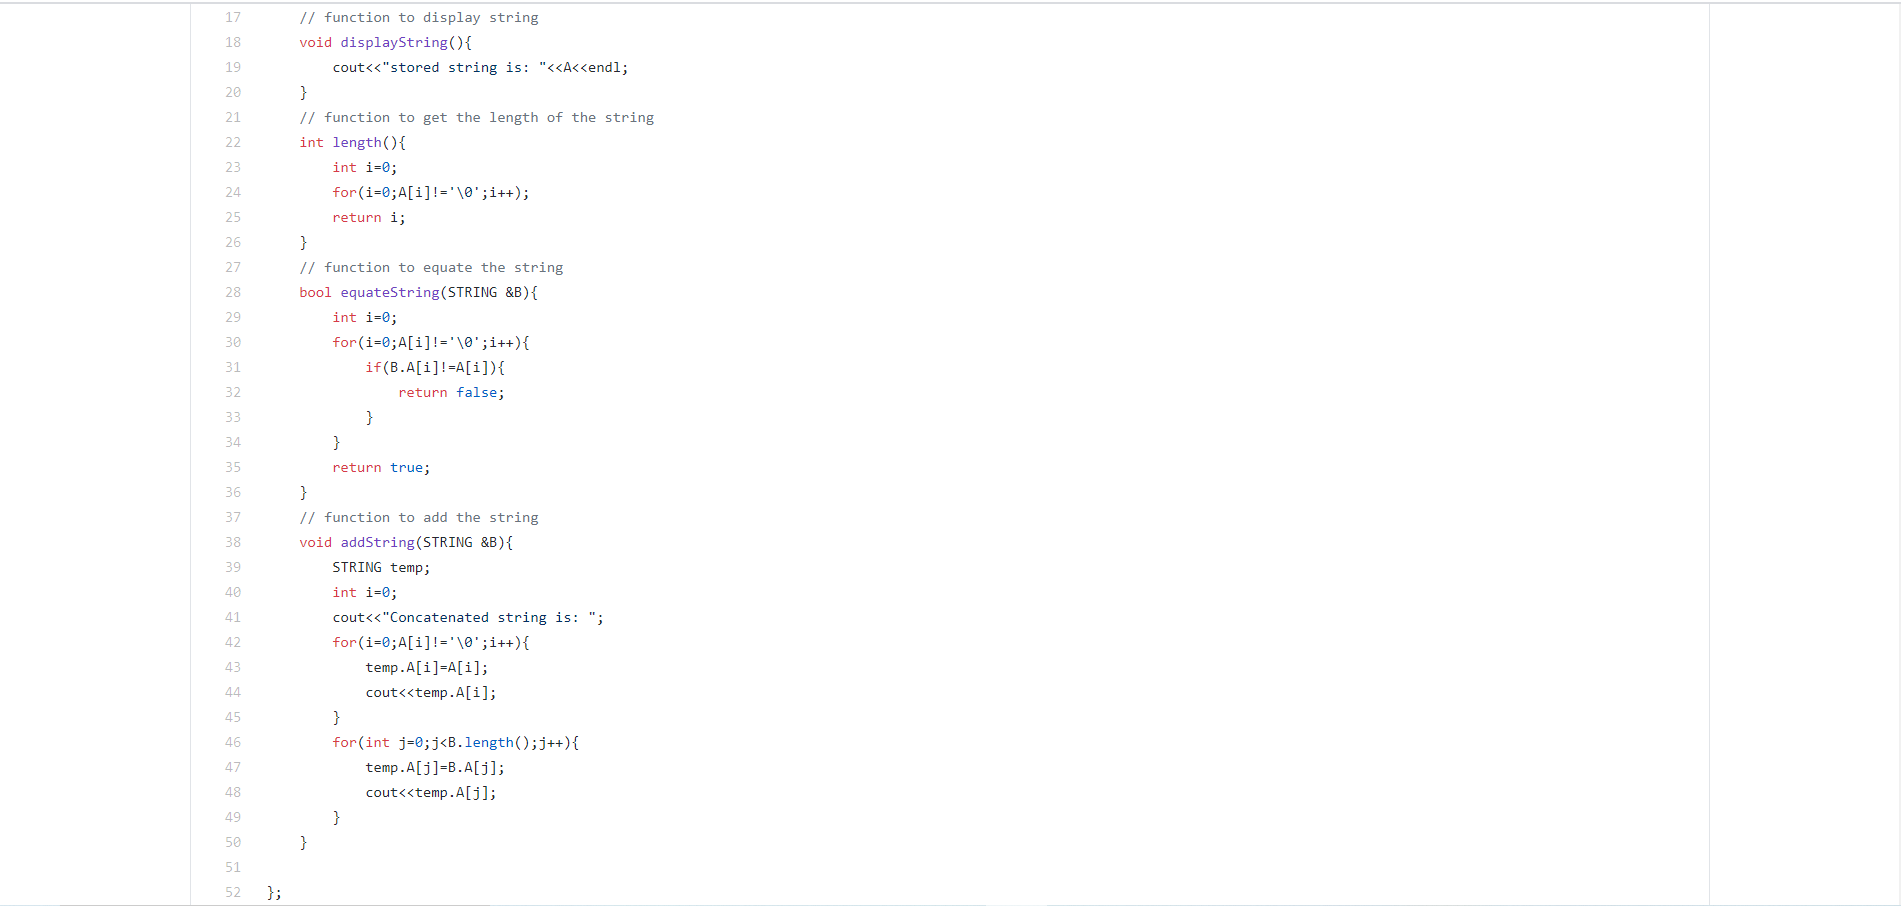 17 // function to display string
18 void displayString(){
19 cout<<"stored string is: "<<A<<endl;
20 }
21 // function to get the length of the string
22 int length(){
23 int i=0;
24 for(i=0;A[i]!='\0';i++);
25 return i;
26 }
27 // function to equate the string
28 bool equateString(STRING &B){
29 int i=0;
30 for(i=0;A[i]!='\0';i++){
31 if(B.A[i]!=A[i]){
32 return false;
33 }
34 }
35 return true;
36 }
37 // function to add the string
38 void addString(STRING &B){
39 STRING temp;
40 int i=0;
41 cout<<"Concatenated string is: ";
42 for(i=0;A[i]!='\0';i++){
43 temp.A[i]=A[i];
44 cout<<temp.A[i];
45 }
46 for(int j=0;j<B.length();j++){
47 temp.A[j]=B.A[j];
48 cout<<temp.A[j];
49 }
50 }
51
52 };